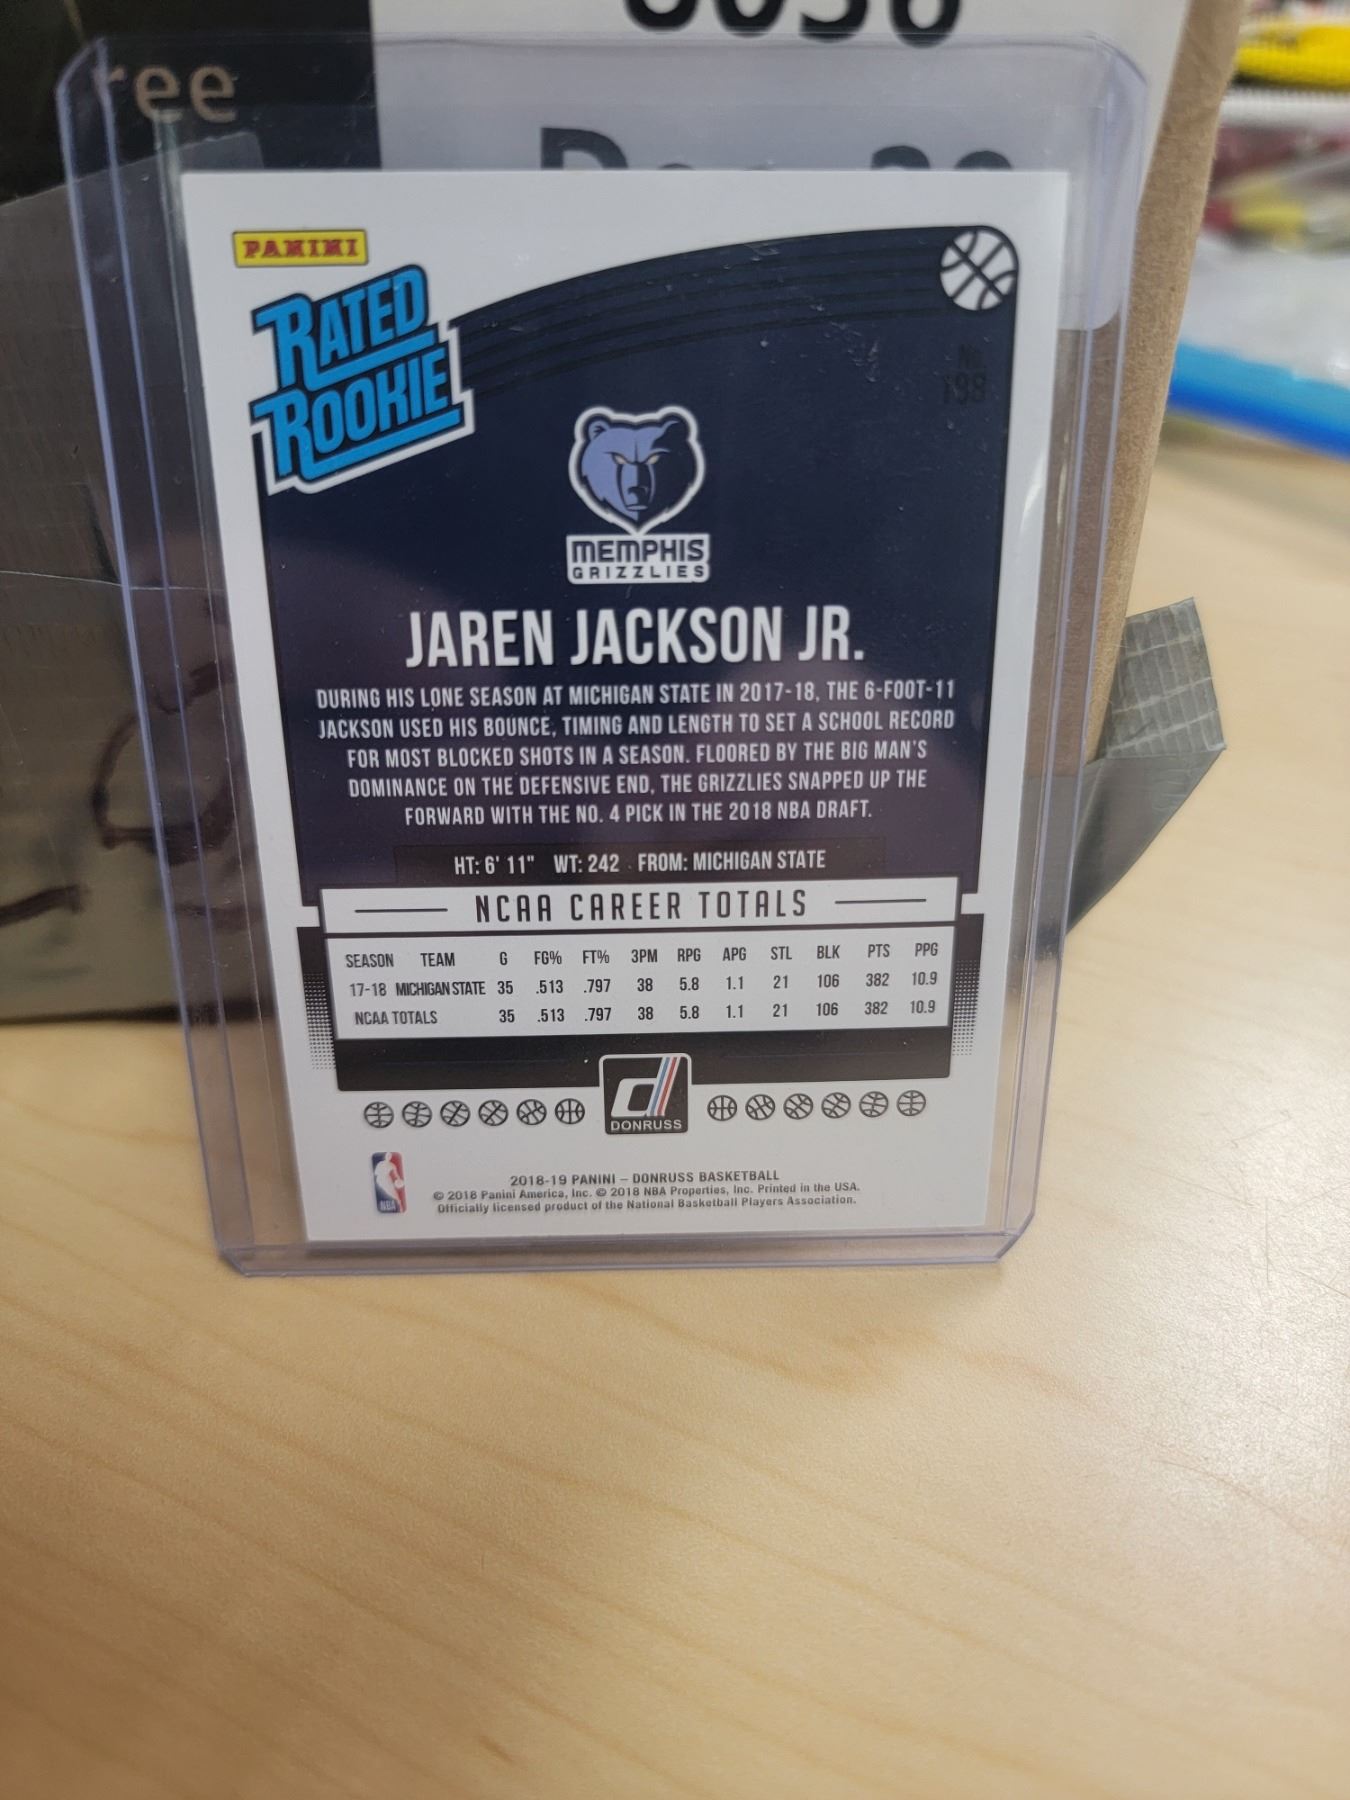 ree
PANINI
RATED
ROOKIE
No.
198
MEMPHIS
GRIZZLIES
JAREN JACKSON JR.
DURING HIS LONE SEASON AT MICHIGAN STATE IN 2017-18, THE 6-FOOT-11
JACKSON USED HIS BOUNCE, TIMING AND LENGTH TO SET A SCHOOL RECORD
FOR MOST BLOCKED SHOTS IN A SEASON. FLOORED BY THE BIG MAN'S
DOMINANCE ON THE DEFENSIVE END, THE GRIZZLIES SNAPPED UP THE
FORWARD WITH THE NO. 4 PICK IN THE 2018 NBA DRAFT.
HT: 6' 11" WT: 242 FROM: MICHIGAN STATE
NCAA CAREER TOTALS
SEASON TEAM G FG% FT% 3PM RPG APG STL BLK PTS PPG
17-18 MICHIGAN STATE 35 .513 .797 38 5.8 1.1 21 106 382 10.9
NCAA TOTALS 35 .513 .797 38 5.8 1.1 21 106 382 10.9
d
DONRUSS
NBA
2018-19 PANINI – DONRUSS BASKETBALL
© 2018 Panini America, Inc. © 2018 NBA Properties, Inc. Printed in the USA.
Officially licensed product of the National Basketball Players Association.